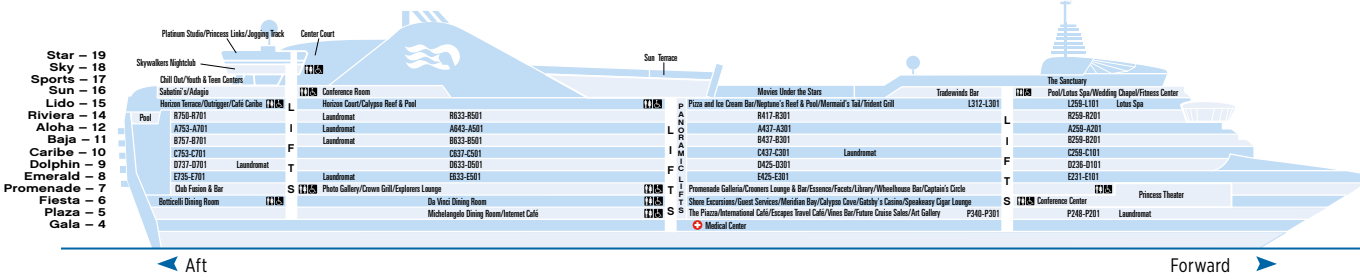 Platinum Studio/Princess Links/Jogging Track Center Court
Star – 19 Sun Terrace
Sky – 18 Skywalkers Nightclub
Sports – 17 Chill Out/Youth & Teen Centers The Sanctuary
Sun – 16 Sabatini's/Adagio Conference Room Movies Under the Stars Tradewinds Bar Pool/Lotus Spa/Wedding Chapel/Fitness Center
Lido – 15 Horizon Terrace/Outrigger/Café Caribe Horizon Court/Calypso Reef & Pool Pizza and Ice Cream Bar/Neptune's Reef & Pool/Mermaid's Tail/Trident Grill L312-L301 L259-L101 Lotus Spa
Riviera – 14 Pool R750-R701 Laundromat R633-R501 R417-R301 R259-R201
Aloha – 12 A753-A701 Laundromat A643-A501 A437-A301 A259-A201
Baja – 11 B757-B701 Laundromat B633-B501 B437-B301 B259-B201
Caribe – 10 C753-C701 C637-C501 C437-C301 Laundromat C259-C101
Dolphin – 9 D737-D701 Laundromat D633-D501 D425-D301 D236-D101
Emerald – 8 E735-E701 Laundromat E633-E501 E425-E301 E231-E101
Promenade – 7 Club Fusion & Bar Photo Gallery/Crown Grill/Explorers Lounge Promenade Galleria/Crooners Lounge & Bar/Essence/Facets/Library/Wheelhouse Bar/Captain's Circle Princess Theater
Fiesta – 6 Botticelli Dining Room Da Vinci Dining Room Shore Excursions/Guest Services/Meridian Bay/Calypso Cove/Gatsby's Casino/Speakeasy Cigar Lounge Conference Center
Plaza – 5 Michelangelo Dining Room/Internet Café The Piazza/International Café/Escapes Travel Café/Vines Bar/Future Cruise Sales/Art Gallery P340-P301 P248-P201 Laundromat
Gala – 4 Medical Center
LIFTS
LIFTS
PANORAMIC LIFTS
LIFTS
Aft Forward